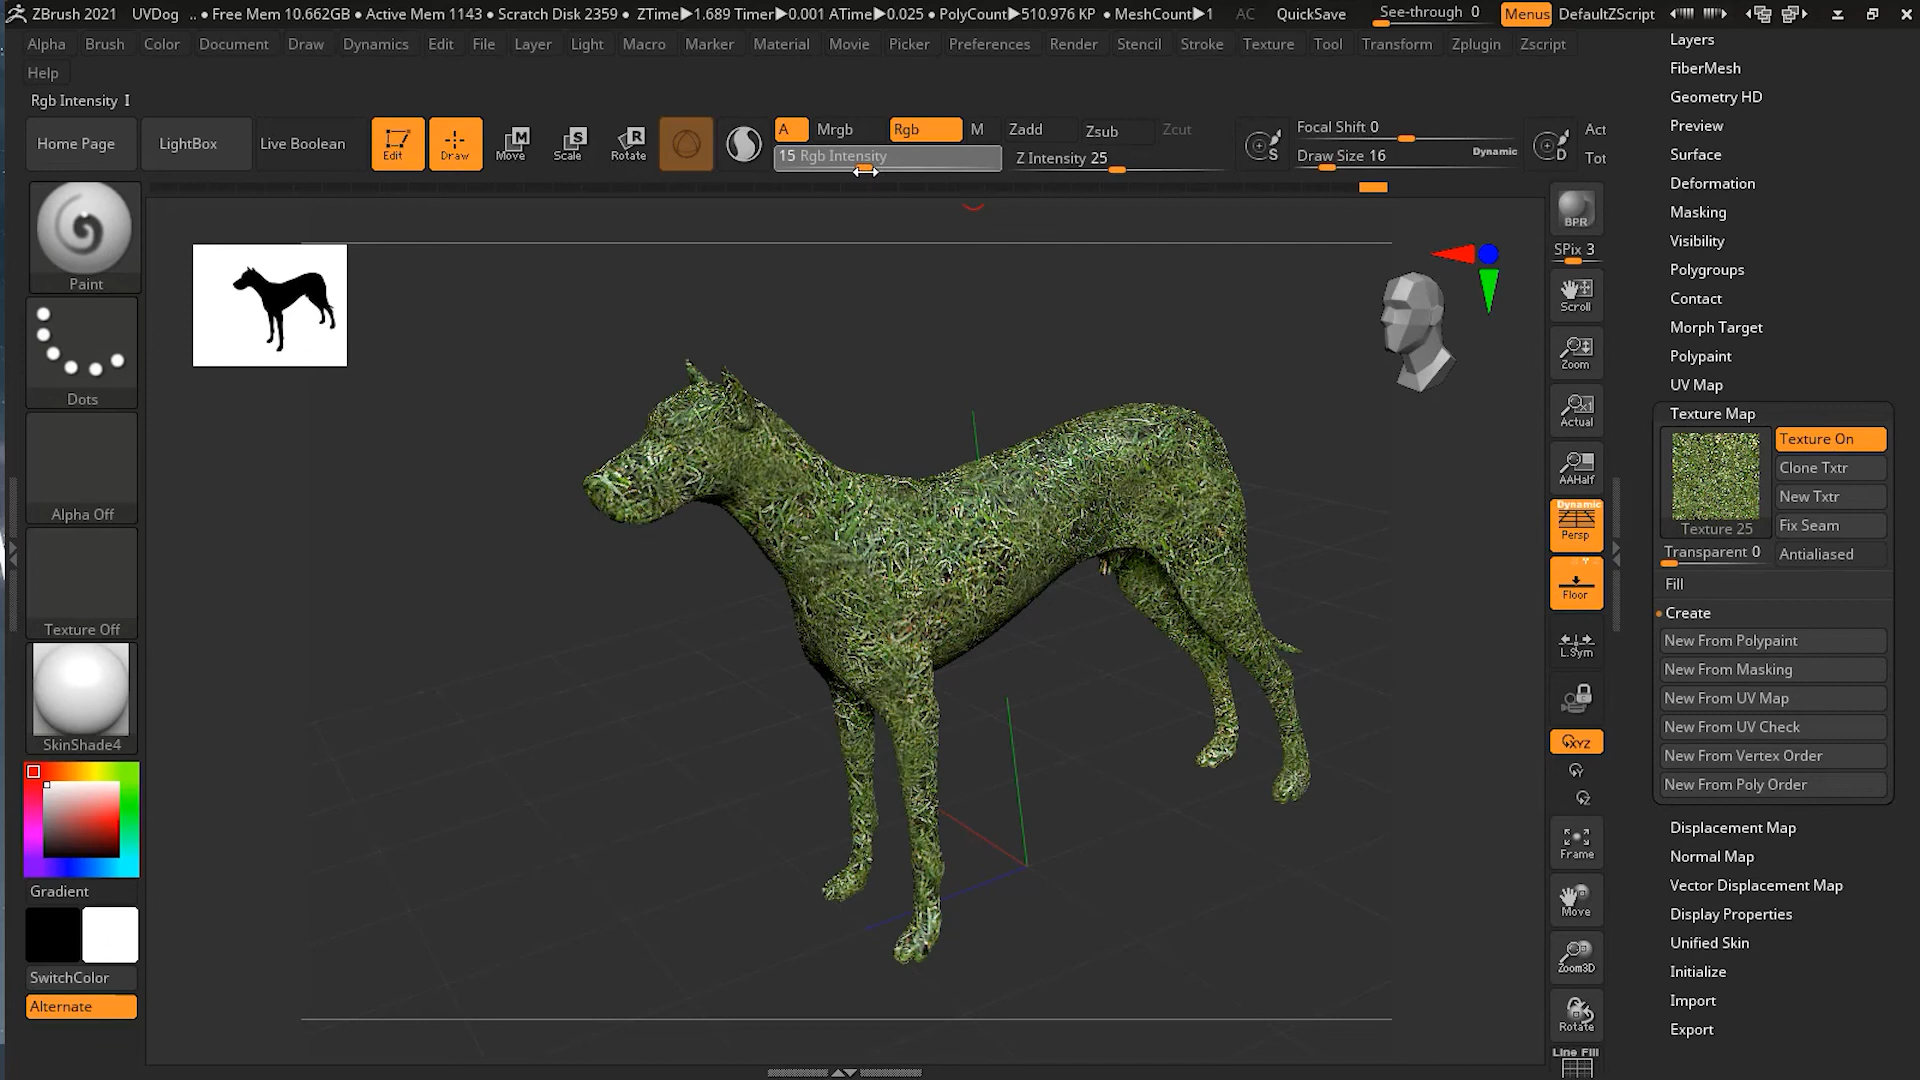 ZBrush 2021 UVDog .. • Free Mem 10.662GB • Active Mem 1143 • Scratch Disk 2359 • ZTime▶1.689 Timer▶0.001 ATime▶0.025 • PolyCount▶510.976 KP • MeshCount▶1 AC QuickSave See-through 0 Menus DefaultZScript
Alpha Brush Color Document Draw Dynamics Edit File Layer Light Macro Marker Material Movie Picker Preferences Render Stencil Stroke Texture Tool Transform Zplugin Zscript
Help
Rgb Intensity I
Home Page LightBox Live Boolean Edit Draw Move Scale Rotate
M S R
A Mrgb Rgb M Zadd Zsub Zcut
15 Rgb Intensity Z Intensity 25
S Focal Shift 0
Draw Size 16 Dynamic
D Act
Tot
Paint
Dots
Alpha Off
Texture Off
SkinShade4
Gradient
SwitchColor
Alternate
BPR
SPix 3
Scroll
Zoom
x1
Actual
AAHalf
Dynamic
Persp
Floor
L.Sym
XYZ
Y
Z
Frame
Move
Zoom3D
Rotate
Line Fill
Layers
FiberMesh
Geometry HD
Preview
Surface
Deformation
Masking
Visibility
Polygroups
Contact
Morph Target
Polypaint
UV Map
Texture Map
Texture On
Clone Txtr
New Txtr
Texture 25 Fix Seam
Transparent 0 Antialiased
Fill
Create
New From Polypaint
New From Masking
New From UV Map
New From UV Check
New From Vertex Order
New From Poly Order
Displacement Map
Normal Map
Vector Displacement Map
Display Properties
Unified Skin
Initialize
Import
Export